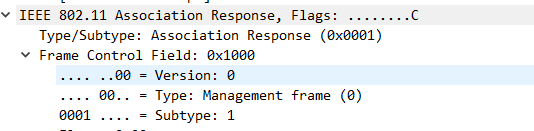 IEEE 802.11 Association Response, Flags: ........C
Type/Subtype: Association Response (0x0001)
Frame Control Field: 0x1000
.... ..00 = Version: 0
.... 00.. = Type: Management frame (0)
0001 .... = Subtype: 1